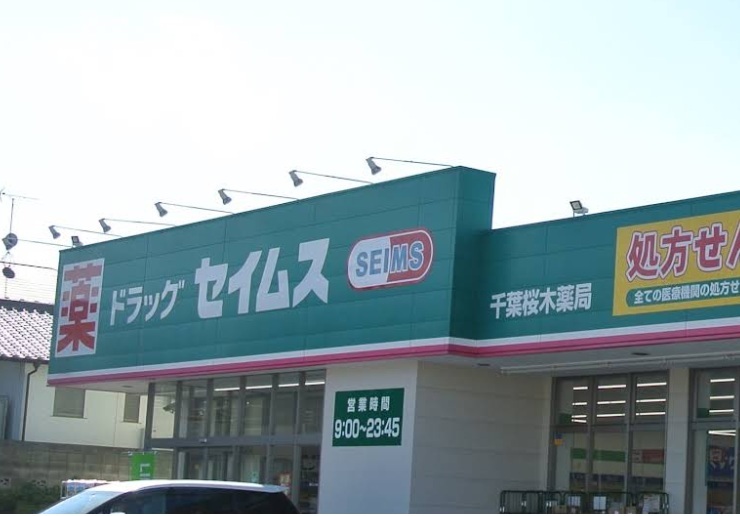 薬 ドラッグ セイムス SEIMS
千葉桜木薬局
処方せん
全ての医療機関の処方せ
営業時間
9:00~23:45